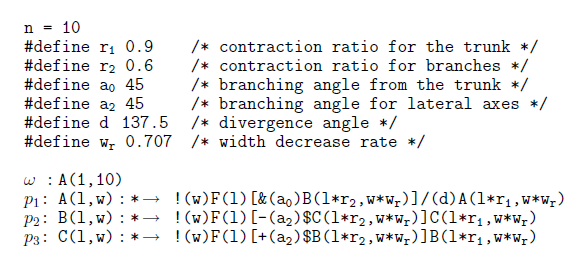 n = 10
#define r₁ 0.9 /* contraction ratio for the trunk */
#define r₂ 0.6 /* contraction ratio for branches */
#define a₀ 45 /* branching angle from the trunk */
#define a₂ 45 /* branching angle for lateral axes */
#define d 137.5 /* divergence angle */
#define wᵣ 0.707 /* width decrease rate */
ω : A(1,10)
p₁: A(l,w) : * → !(w)F(l)[&(a₀)B(l*r₂,w*wᵣ)]/(d)A(l*r₁,w*wᵣ)
p₂: B(l,w) : * → !(w)F(l)[-(a₂)$C(l*r₂,w*wᵣ)]C(l*r₁,w*wᵣ)
p₃: C(l,w) : * → !(w)F(l)[+(a₂)$B(l*r₂,w*wᵣ)]B(l*r₁,w*wᵣ)